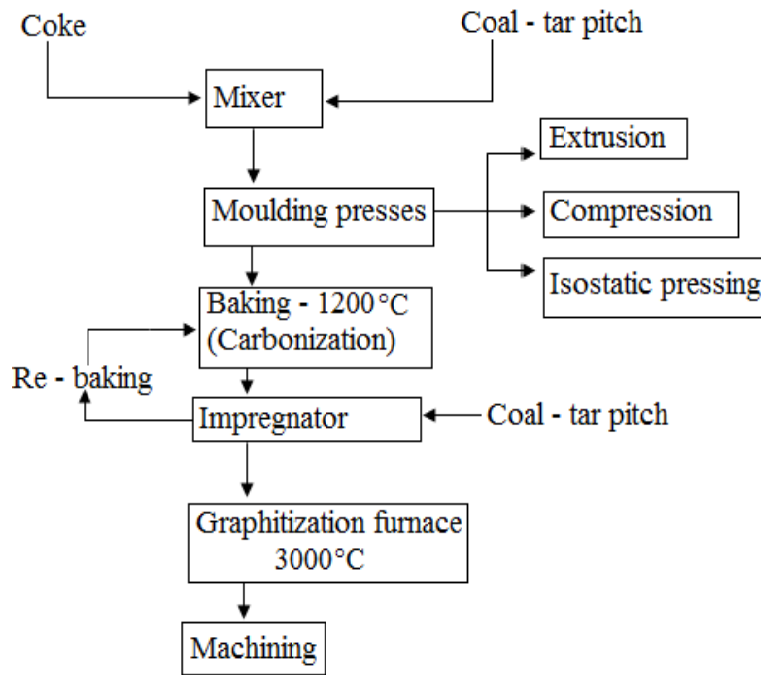 Coke
Coal - tar pitch
Mixer
Extrusion
Moulding presses
Compression
Isostatic pressing
Baking - 1200°C
(Carbonization)
Re - baking
Impregnator
Coal - tar pitch
Graphitization furnace
3000°C
Machining